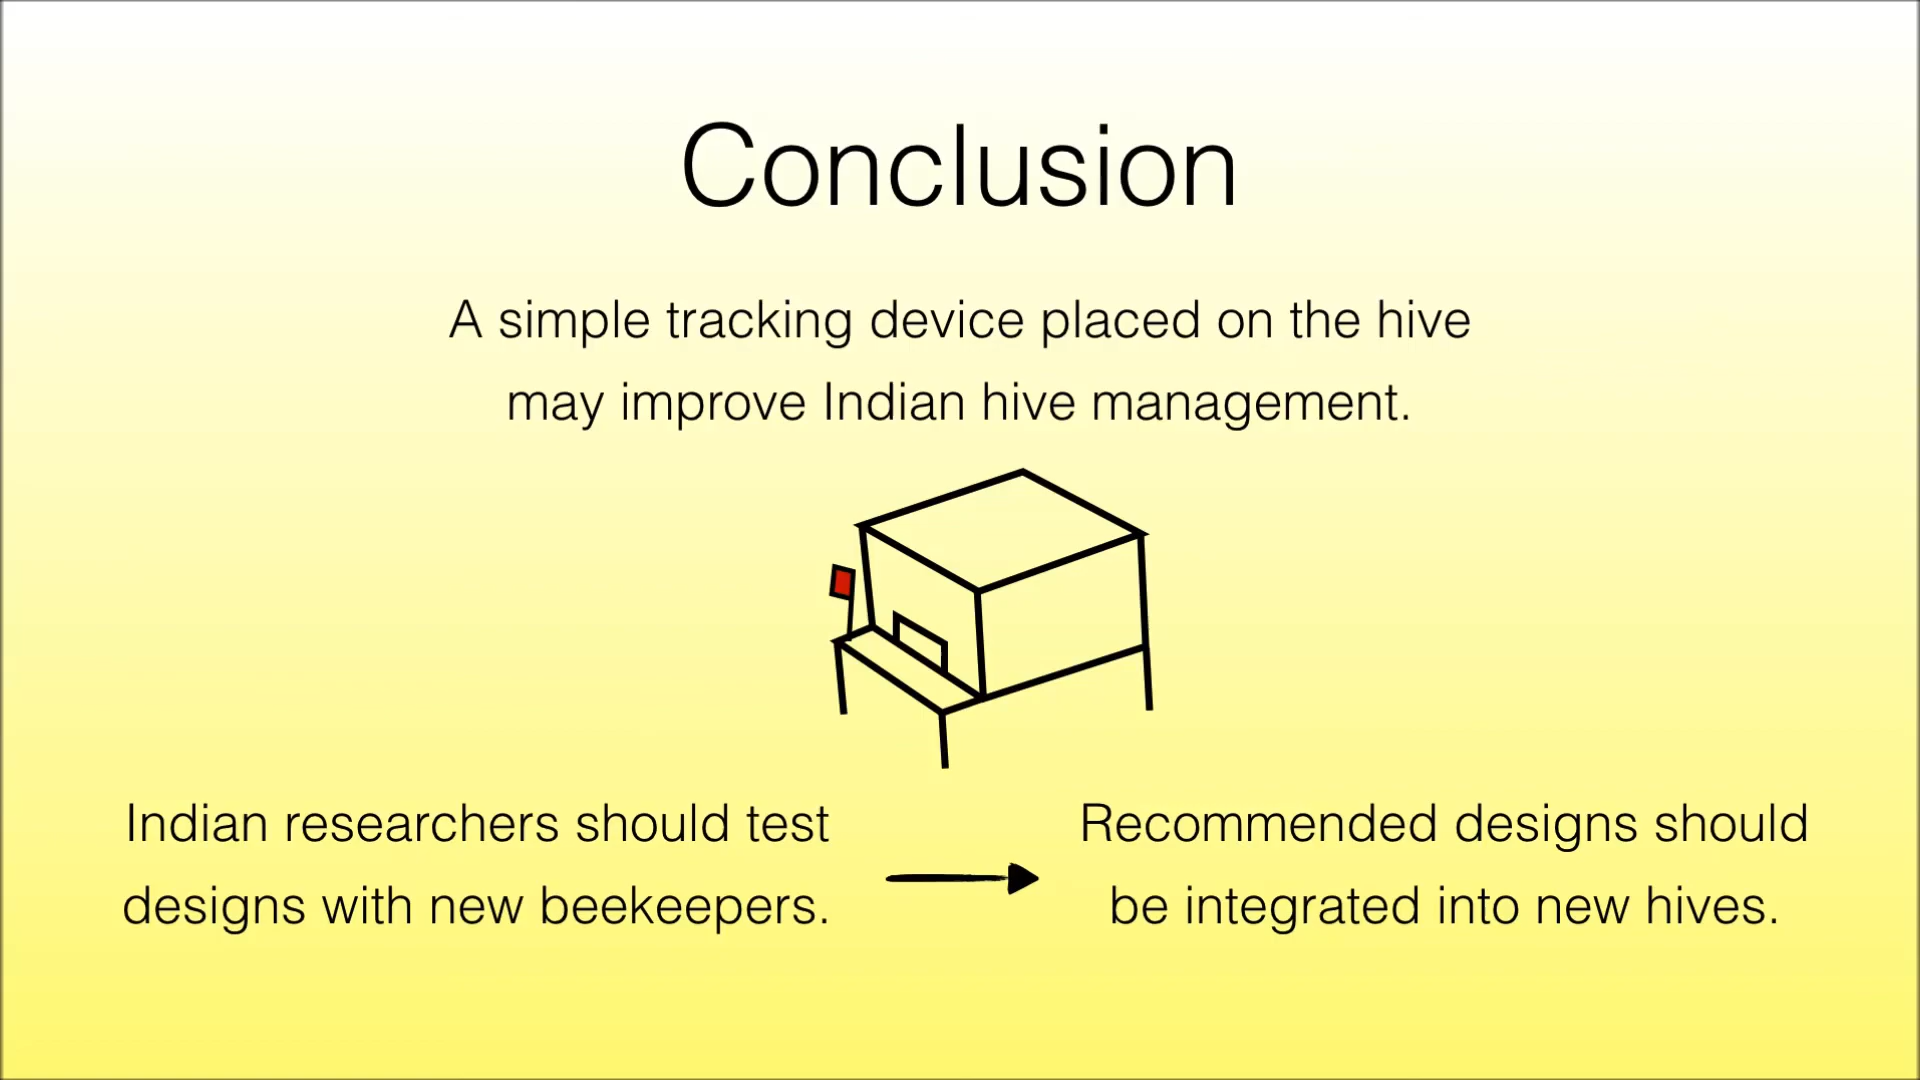 Conclusion
A simple tracking device placed on the hive
may improve Indian hive management.
Indian researchers should test
designs with new beekeepers.
Recommended designs should
be integrated into new hives.